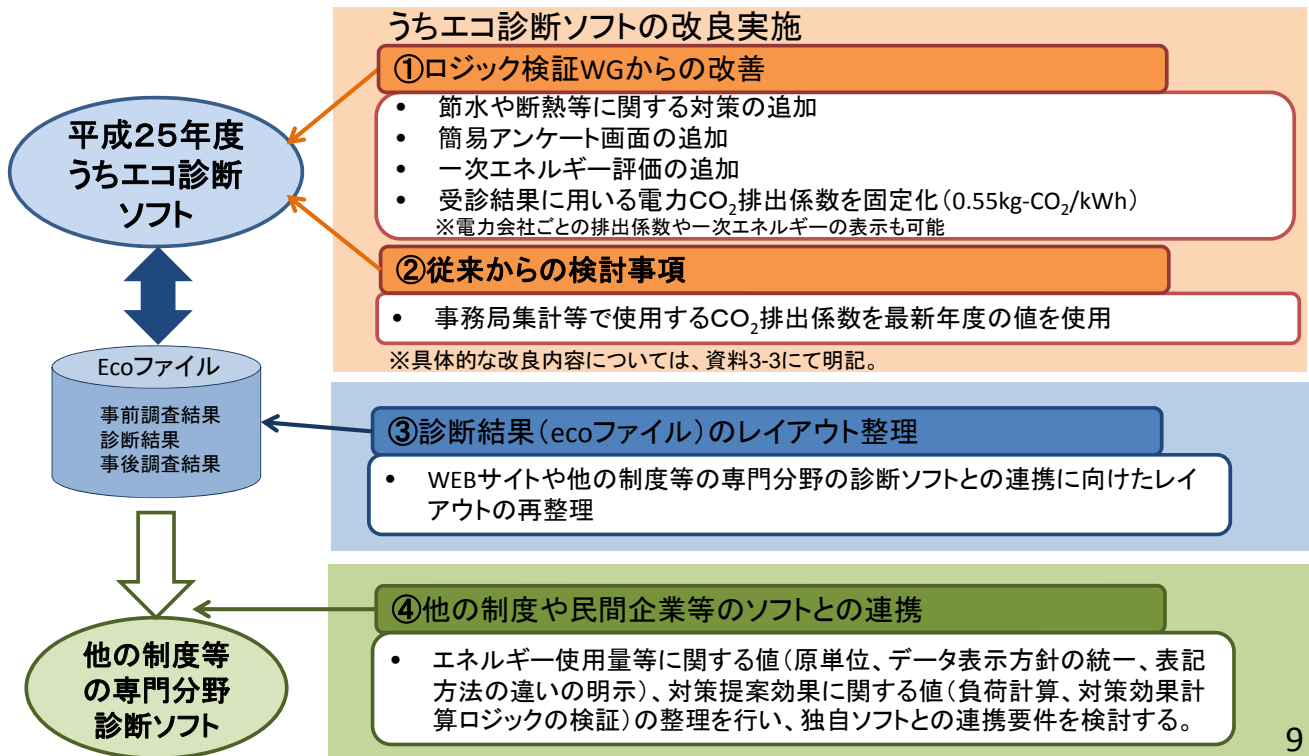 うちエコ診断ソフトの改良実施
①ロジック検証WGからの改善
• 節水や断熱等に関する対策の追加
• 簡易アンケート画面の追加
• 一次エネルギー評価の追加
• 受診結果に用いる電力CO₂排出係数を固定化（0.55kg-CO₂/kWh）
※電力会社ごとの排出係数や一次エネルギーの表示も可能
②従来からの検討事項
• 事務局集計等で使用するCO₂排出係数を最新年度の値を使用
※具体的な改良内容については、資料3-3にて明記。
平成２５年度
うちエコ診断
ソフト
Ecoファイル
事前調査結果
診断結果
事後調査結果
③診断結果（ecoファイル）のレイアウト整理
• WEBサイトや他の制度等の専門分野の診断ソフトとの連携に向けたレイ
アウトの再整理
他の制度等
の専門分野
診断ソフト
④他の制度や民間企業等のソフトとの連携
• エネルギー使用量等に関する値（原単位、データ表示方針の統一、表記
方法の違いの明示）、対策提案効果に関する値（負荷計算、対策効果計
算ロジックの検証）の整理を行い、独自ソフトとの連携要件を検討する。
9